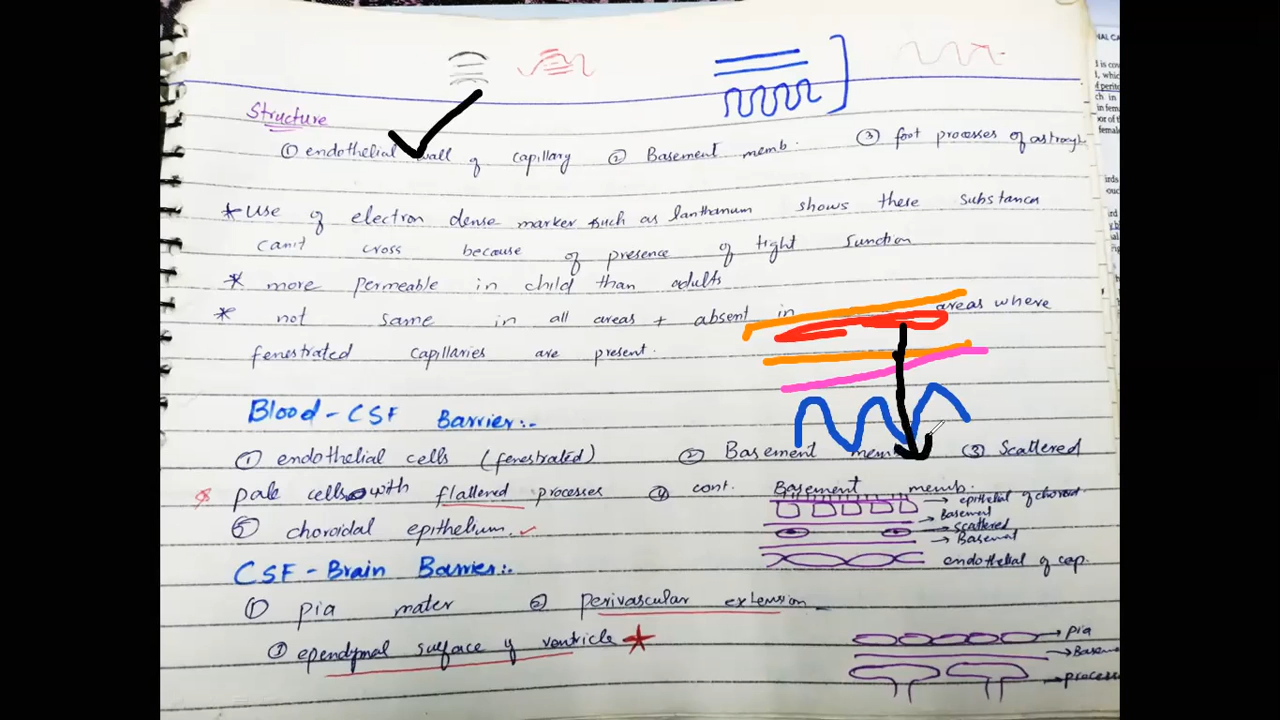 Structure
① endothelial wall of capillary ② Basement memb. ③ foot processes of astrocyte
* Use of electron dense marker such as lanthanum shows these substances
can't cross because of presence of tight junction
* more permeable in child than adults
* not same in all areas + absent in areas where
fenestrated capillaries are present.
Blood-CSF Barrier:-
① endothelial cells (fenestrated) ② Basement mem ③ Scattered
pale cells with flattened processes ④ cont. Basement memb.
⑤ choroidal epithelium
→ epithelial of choroid
→ Basement
→ scattered
→ Basement
→ endothelial of cap.
CSF-Brain Barrier:-
① pia mater ② perivascular extension
③ ependymal surface of ventricle
→ pia
→ Baseme
→ processe